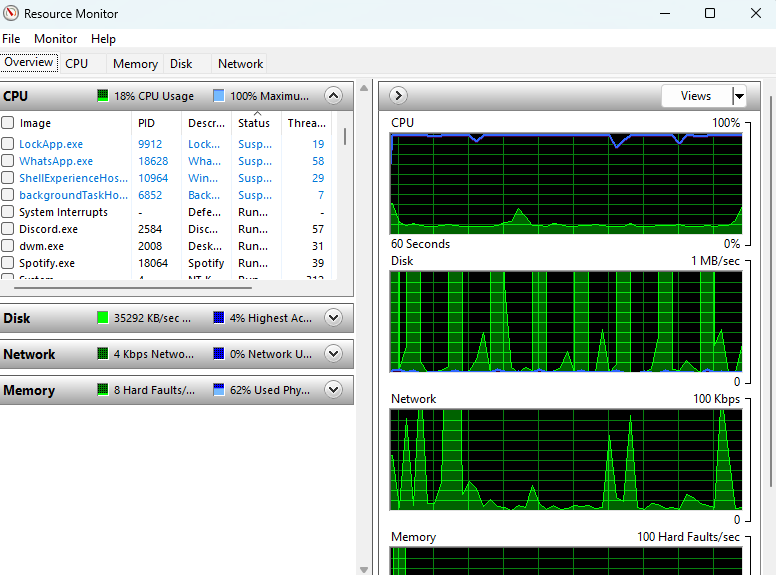 Resource Monitor
File Monitor Help
Overview CPU Memory Disk Network
CPU 18% CPU Usage 100% Maximu...
Image PID Descr... Status Threa...
LockApp.exe 9912 Lock... Susp... 19
WhatsApp.exe 18628 Wha... Susp... 58
ShellExperienceHos... 10964 Win... Susp... 29
backgroundTaskHo... 6852 Back... Susp... 7
System Interrupts - Defe... Run... -
Discord.exe 2584 Disc... Run... 57
dwm.exe 2008 Desk... Run... 31
Spotify.exe 18064 Spotify Run... 39
System 4 NT K... Run... 312
Disk 35292 KB/sec ... 4% Highest Ac...
Network 4 Kbps Netwo... 0% Network U...
Memory 8 Hard Faults/... 62% Used Phy...
Views
CPU 100%
60 Seconds 0%
Disk 1 MB/sec
0
Network 100 Kbps
0
Memory 100 Hard Faults/sec